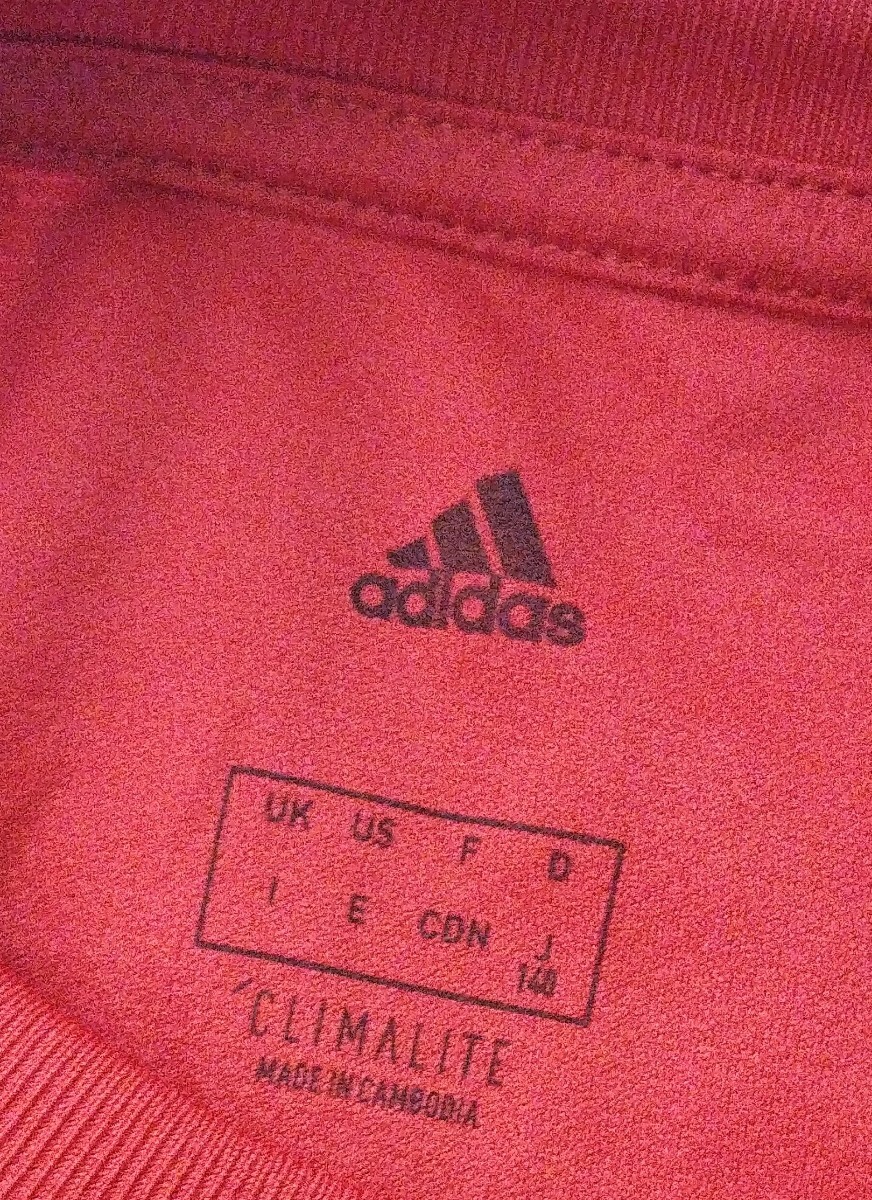 adidas
UK US F D
I E CDN J
140
CLIMALITE
MADE IN CAMBODIA